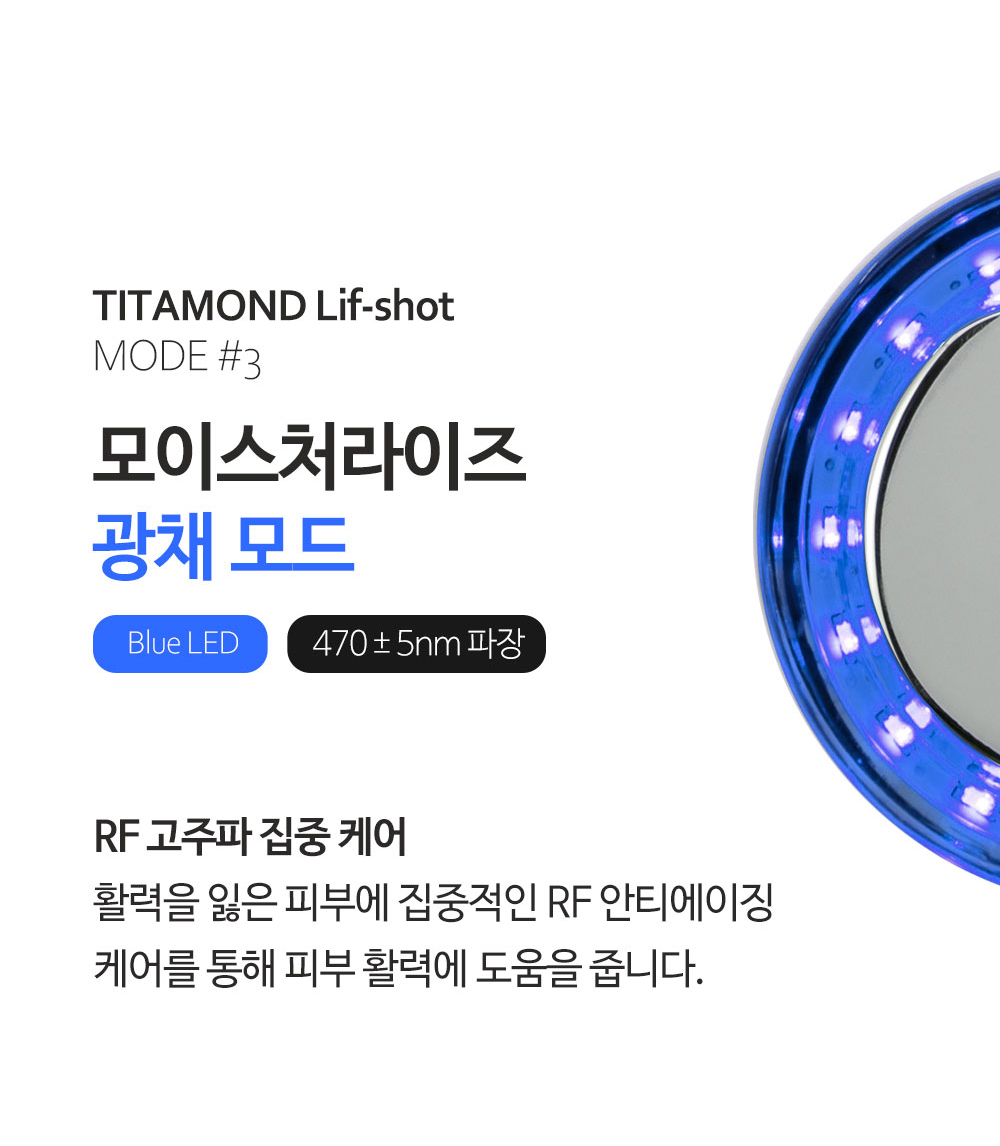 TITAMOND Lif-shot
MODE #3
모이스처라이즈
광채 모드
Blue LED
470 ± 5nm 파장
RF 고주파 집중 케어
활력을 잃은 피부에 집중적인 RF 안티에이징
케어를 통해 피부 활력에 도움을 줍니다.